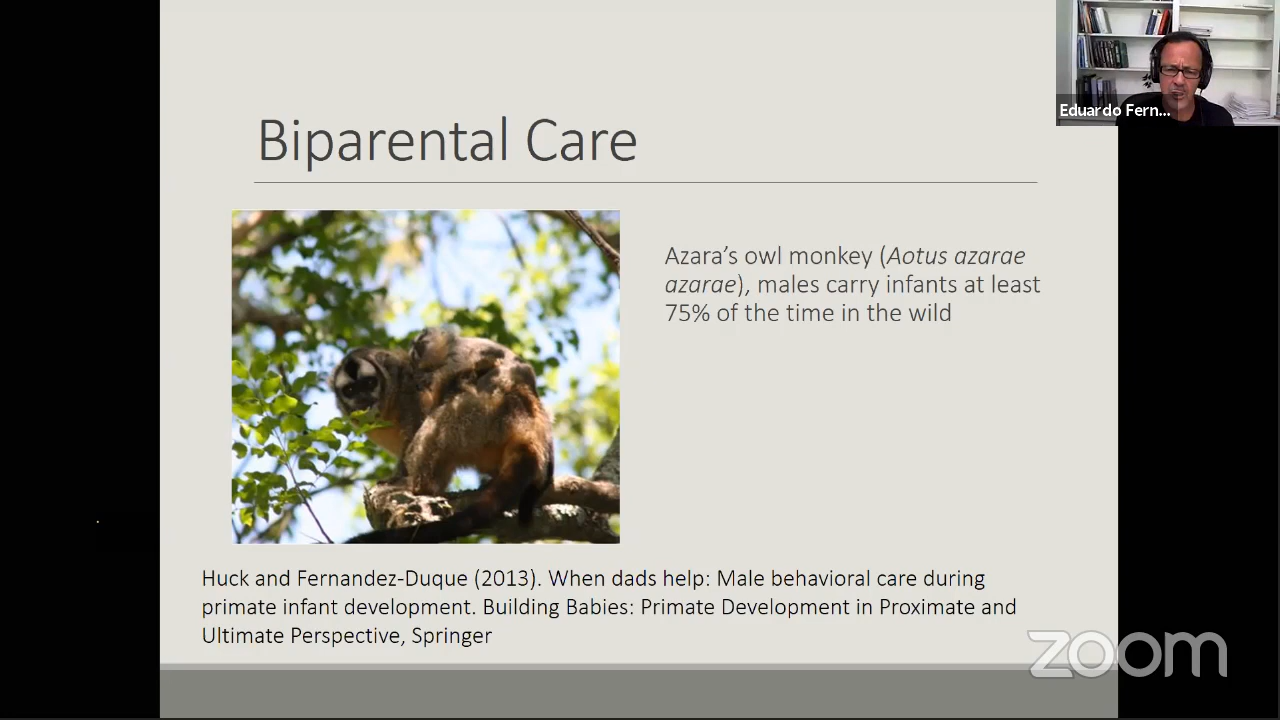 Eduardo Fern...
Biparental Care
Azara’s owl monkey (Aotus azarae
azarae), males carry infants at least
75% of the time in the wild
Huck and Fernandez-Duque (2013). When dads help: Male behavioral care during
primate infant development. Building Babies: Primate Development in Proximate and
Ultimate Perspective, Springer
zoom